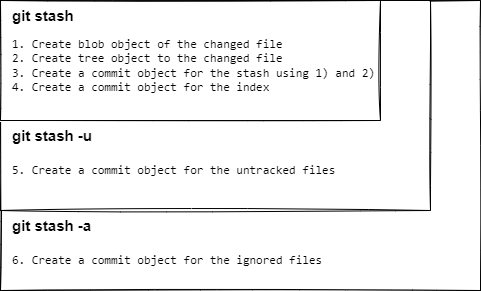 git stash
1. Create blob object of the changed file
2. Create tree object to the changed file
3. Create a commit object for the stash using 1) and 2)
4. Create a commit object for the index
git stash -u
5. Create a commit object for the untracked files
git stash -a
6. Create a commit object for the ignored files